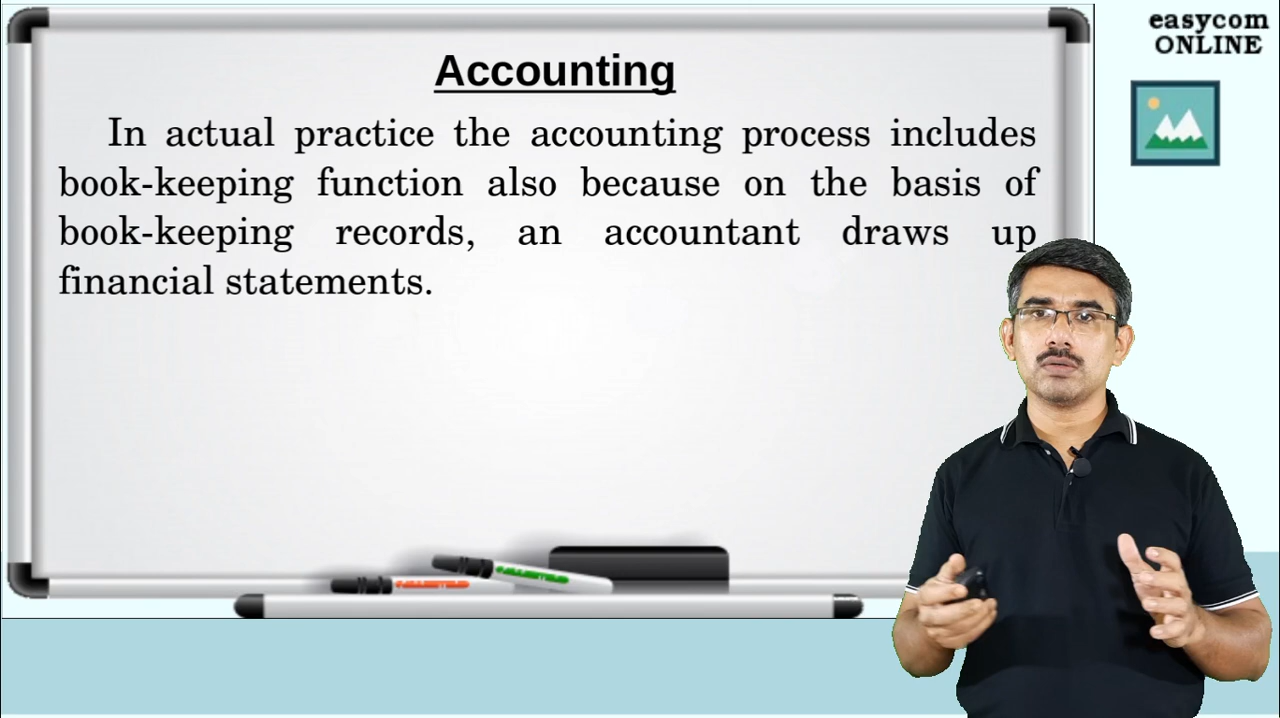 easycom
ONLINE
Accounting
In actual practice the accounting process includes
book-keeping function also because on the basis of
book-keeping records, an accountant draws up
financial statements.